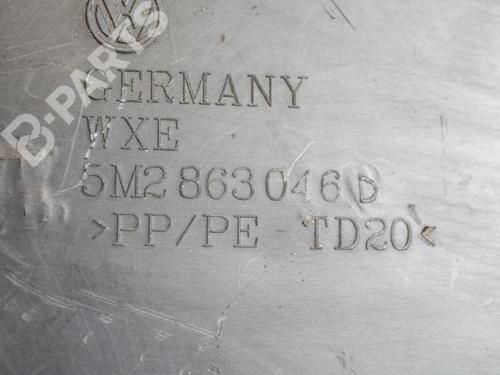 B-PARTS
GERMANY
WXE
5M2 863 046 D
>PP/PE - TD20<